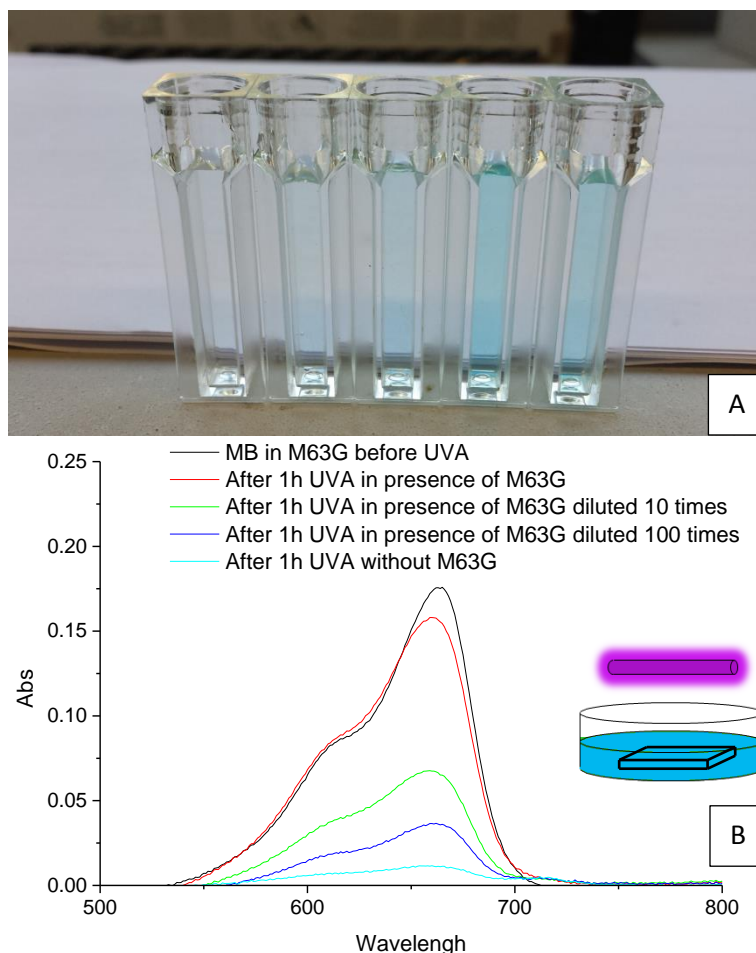 A
MB in M63G before UVA
After 1h UVA in presence of M63G
After 1h UVA in presence of M63G diluted 10 times
After 1h UVA in presence of M63G diluted 100 times
After 1h UVA without M63G
0.25
0.20
0.15
0.10
0.05
0.00
Abs
500
600
700
800
Wavelengh
B